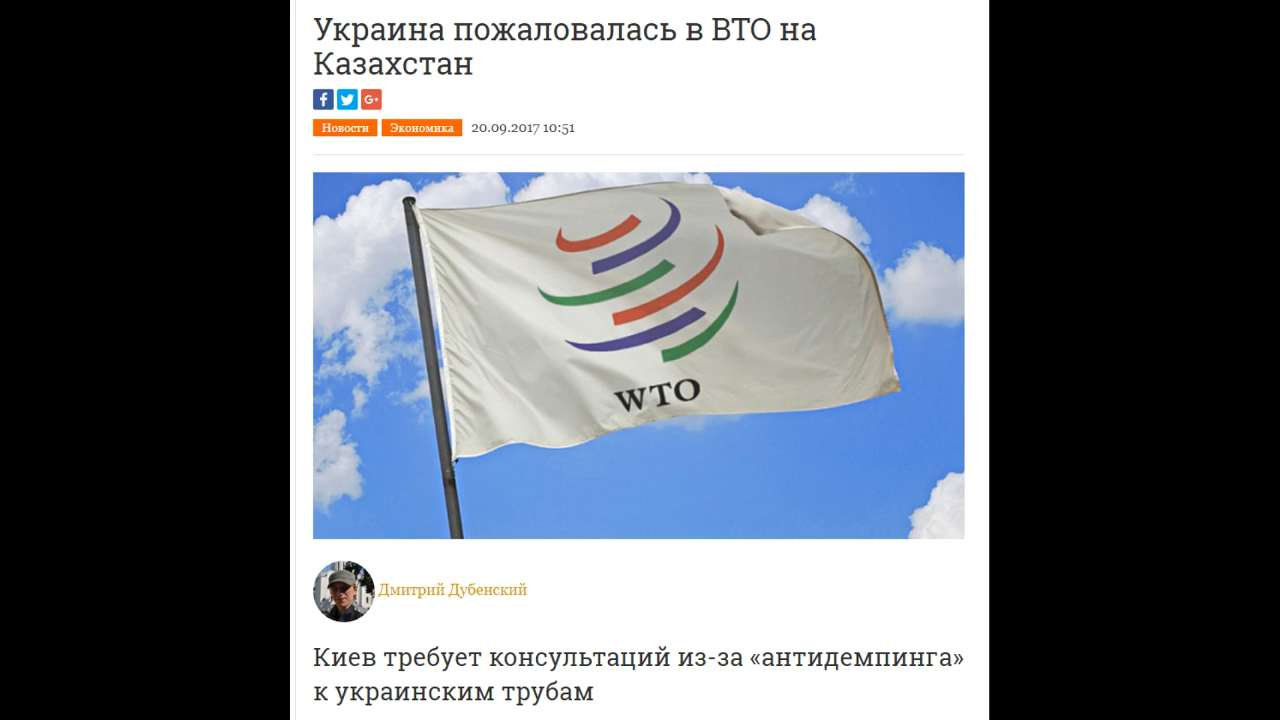 Украина пожаловалась в ВТО на
Казахстан
Новости Экономика 20.09.2017 10:51
WTO
Дмитрий Дубенский
Киев требует консультаций из-за «антидемпинга»
к украинским трубам